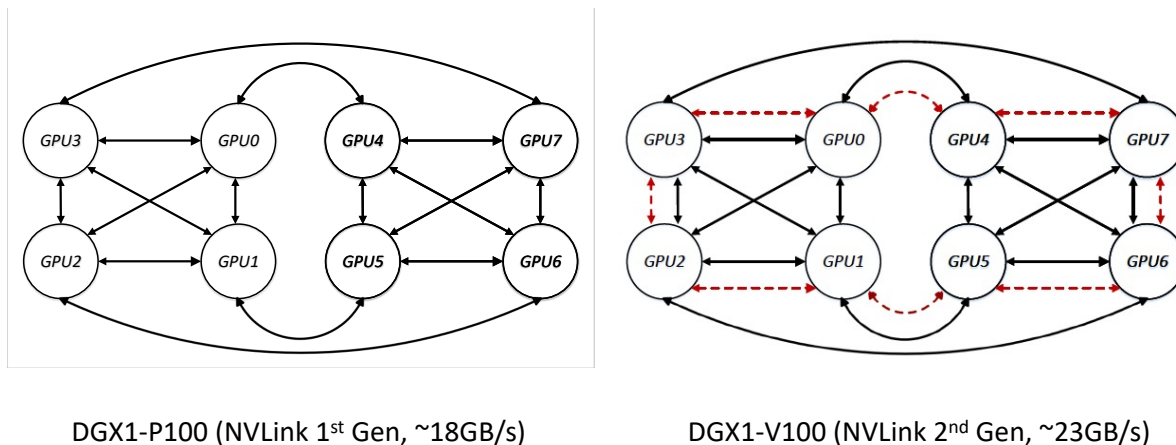 GPU3 GPU0 GPU4 GPU7
GPU2 GPU1 GPU5 GPU6
DGX1-P100 (NVLink 1st Gen, ~18GB/s)
GPU3 GPU0 GPU4 GPU7
GPU2 GPU1 GPU5 GPU6
DGX1-V100 (NVLink 2nd Gen, ~23GB/s)